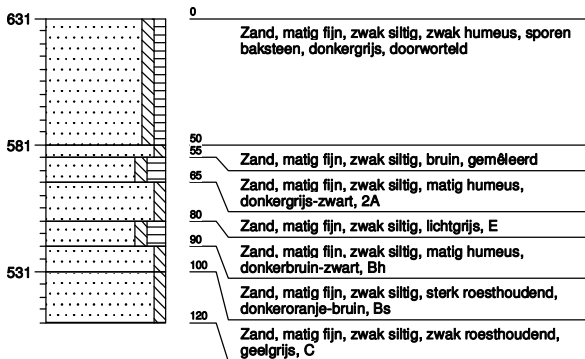 631
0
Zand, matig fijn, zwak siltig, zwak humeus, sporen
baksteen, donkergrijs, doorworteld
581
50
55
Zand, matig fijn, zwak siltig, bruin, gemêleerd
65
Zand, matig fijn, zwak siltig, matig humeus,
donkergrijs-zwart, 2A
80
Zand, matig fijn, zwak siltig, lichtgrijs, E
90
Zand, matig fijn, zwak siltig, matig humeus,
donkerbruin-zwart, Bh
531
100
Zand, matig fijn, zwak siltig, sterk roesthoudend,
donkeroranje-bruin, Bs
120
Zand, matig fijn, zwak siltig, zwak roesthoudend,
geelgrijs, C